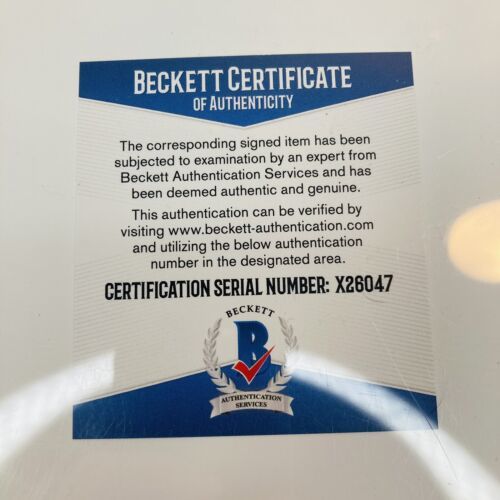 BECKETT CERTIFICATE
OF AUTHENTICITY
The corresponding signed item has been
subjected to examination by an expert from
Beckett Authentication Services and has
been deemed authentic and genuine.
This authentication can be verified by
visiting www.beckett-authentication.com
and utilizing the below authentication
number in the designated area.
CERTIFICATION SERIAL NUMBER: X26047
BECKETT
B
AUTHENTICATION
SERVICES